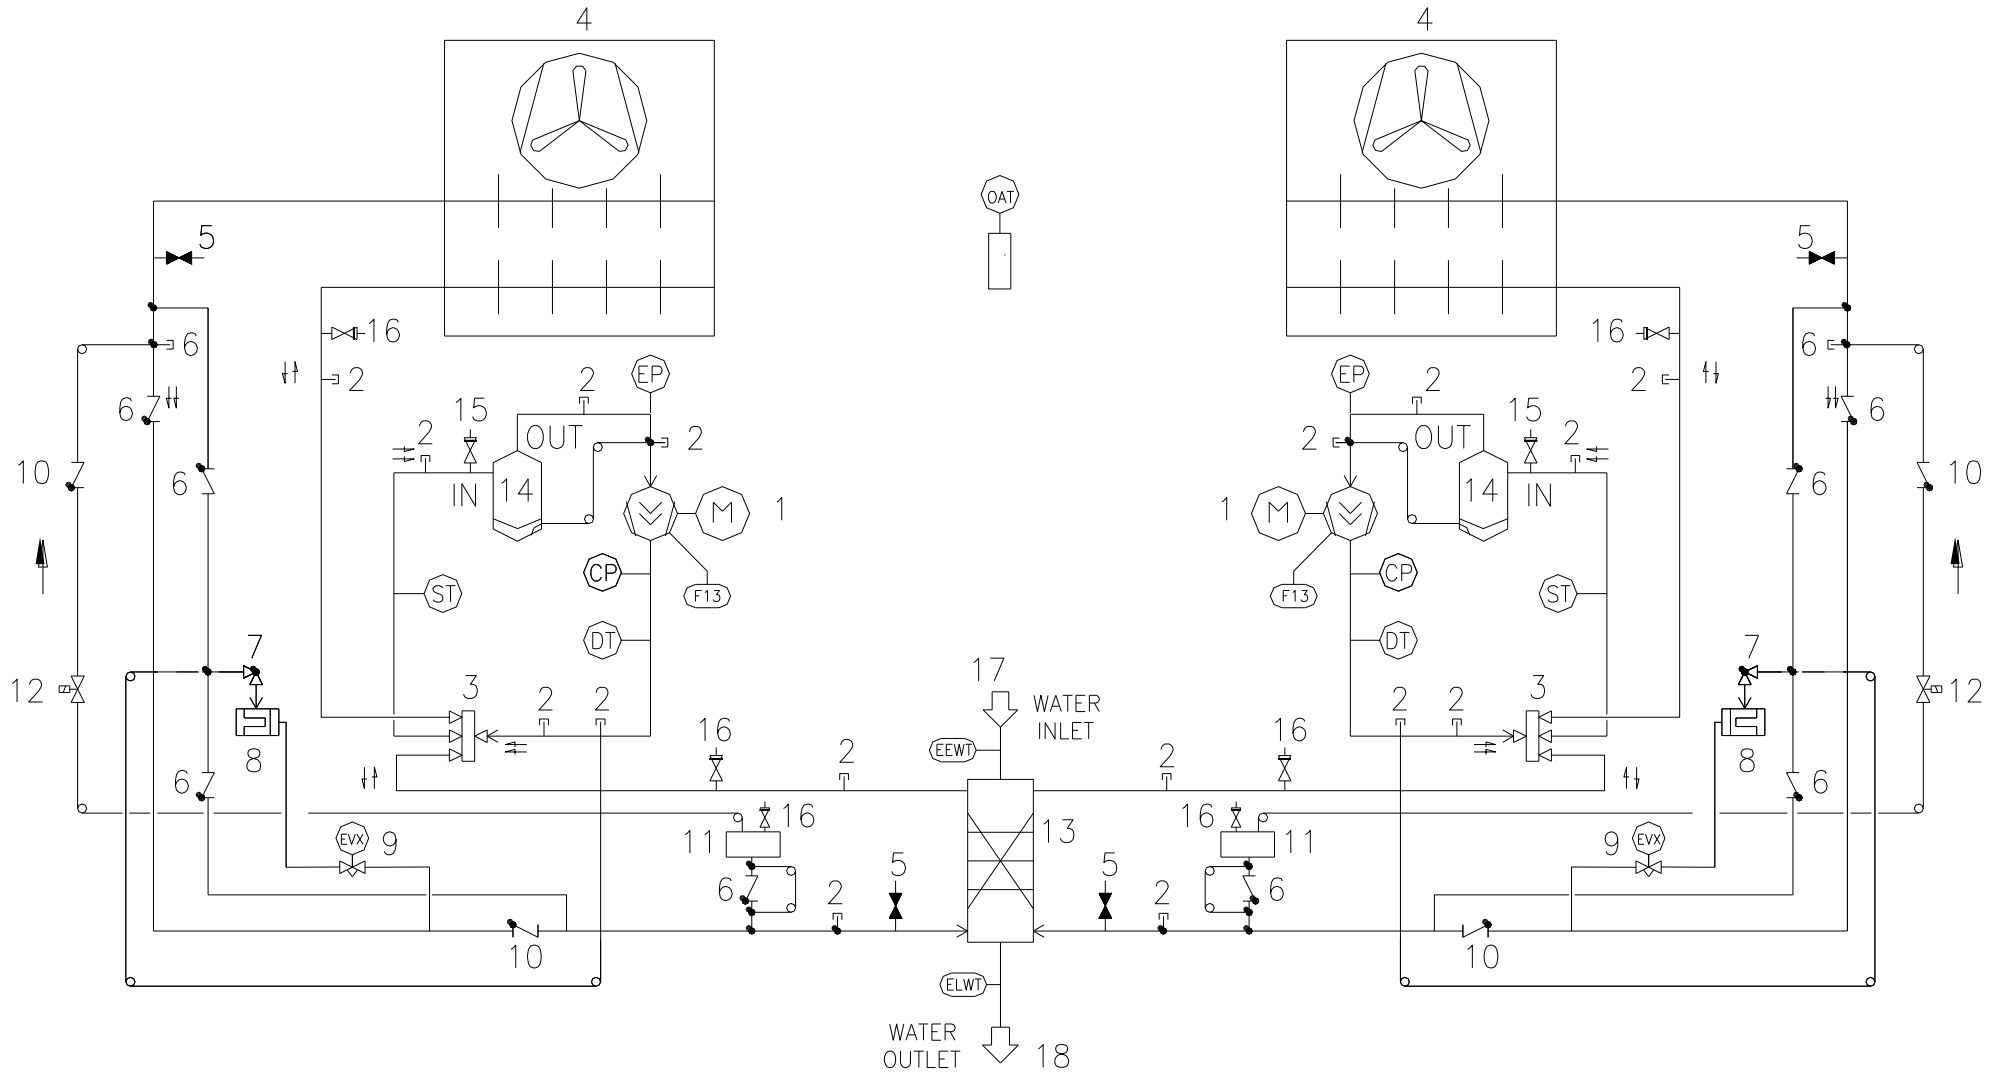 4 4
OAT
5 5
16 16
6 6
2 2
EP EP
2 2
6 6
15 15
2 2
OUT OUT
2 2
10 10
6 6
IN IN
14 14
M M
1 1
CP CP
ST ST
F13 F13
DT DT
7 7
17
12 12
3 3
2 2 2 2
WATER
INLET
16 16
EEWT
8 8
2 2
6 6
16 16
EVX EVX
9 9
11 11
13
5 5
6 6
2 2
10 10
ELWT
WATER
OUTLET
18